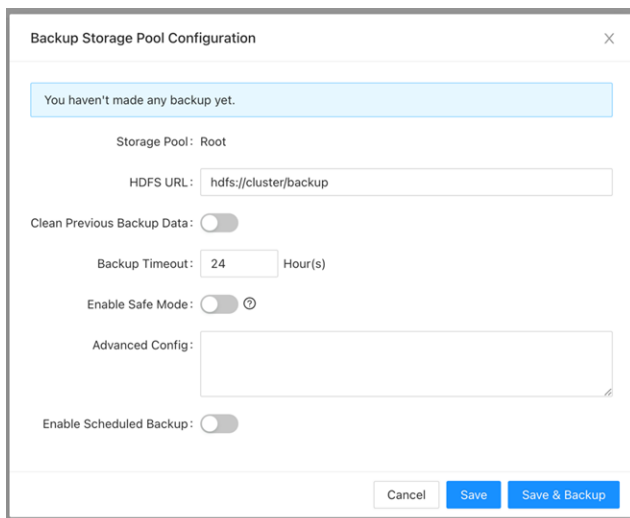 Backup Storage Pool Configuration
You haven't made any backup yet.
Storage Pool: Root
HDFS URL: hdfs://cluster/backup
Clean Previous Backup Data:
Backup Timeout: 24 Hour(s)
Enable Safe Mode:
Advanced Config:
Enable Scheduled Backup:
Cancel Save Save & Backup